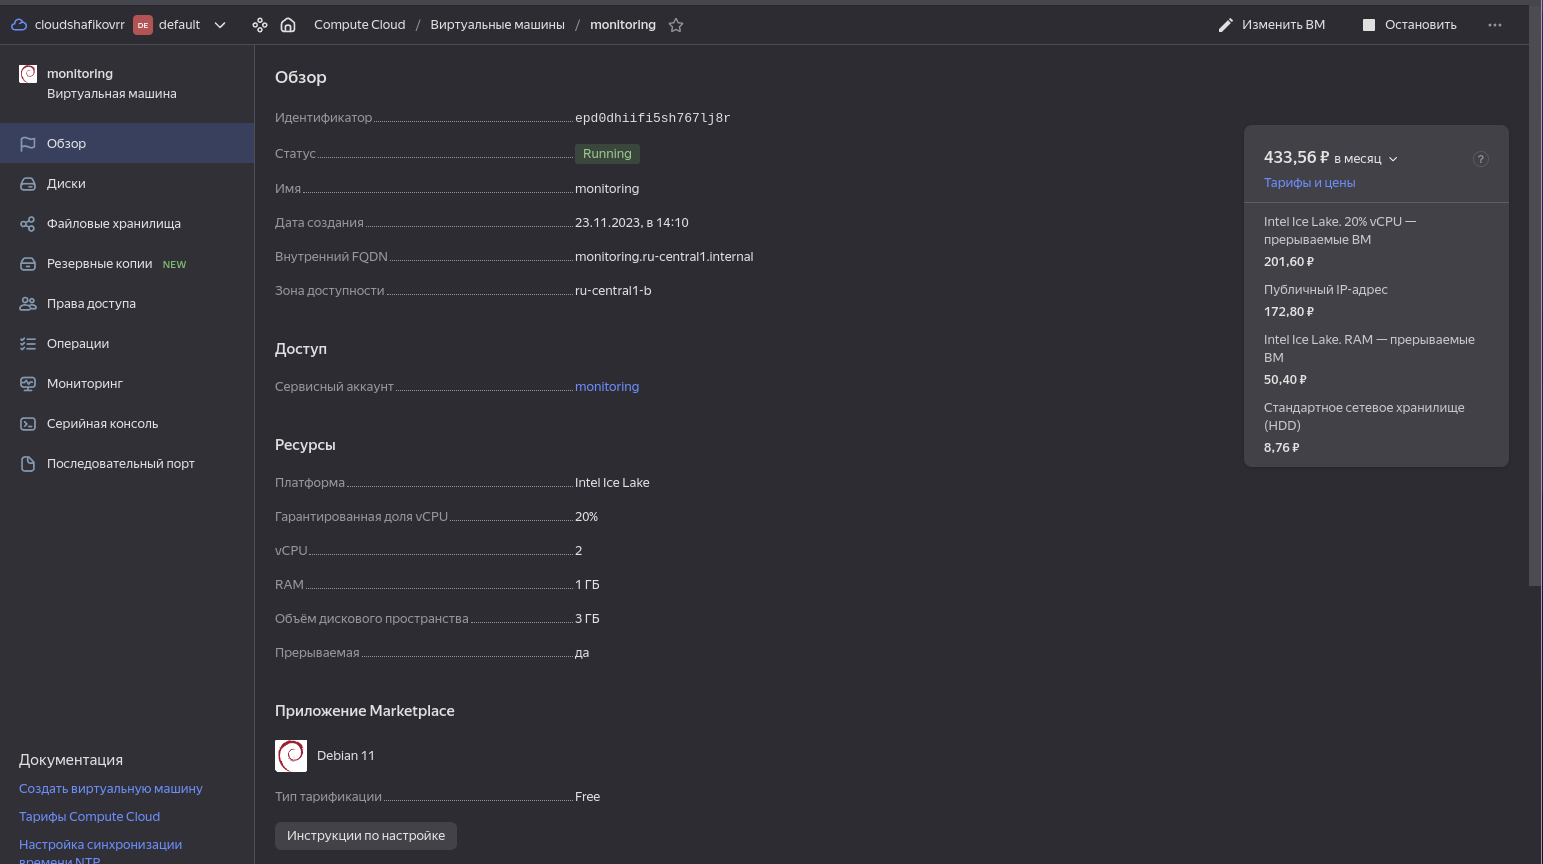 cloudshafikovrr DE default Compute Cloud / Виртуальные машины / monitoring Изменить ВМ Остановить
monitoring
Виртуальная машина
Обзор
Диски
Файловые хранилища
Резервные копии NEW
Права доступа
Операции
Мониторинг
Серийная консоль
Последовательный порт
Документация
Создать виртуальную машину
Тарифы Compute Cloud
Настройка синхронизации
времени NTP
Обзор
Идентификатор epd0dhiifi5sh767lj8r
Статус Running
Имя monitoring
Дата создания 23.11.2023, в 14:10
Внутренний FQDN monitoring.ru-central1.internal
Зона доступности ru-central1-b
Доступ
Сервисный аккаунт monitoring
Ресурсы
Платформа Intel Ice Lake
Гарантированная доля vCPU 20%
vCPU 2
RAM 1 ГБ
Объём дискового пространства 3 ГБ
Прерываемая да
Приложение Marketplace
Debian 11
Тип тарификации Free
Инструкции по настройке
433,56 ₽ в месяц ?
Тарифы и цены
Intel Ice Lake. 20% vCPU —
прерываемые ВМ
201,60 ₽
Публичный IP-адрес
172,80 ₽
Intel Ice Lake. RAM — прерываемые
ВМ
50,40 ₽
Стандартное сетевое хранилище
(HDD)
8,76 ₽